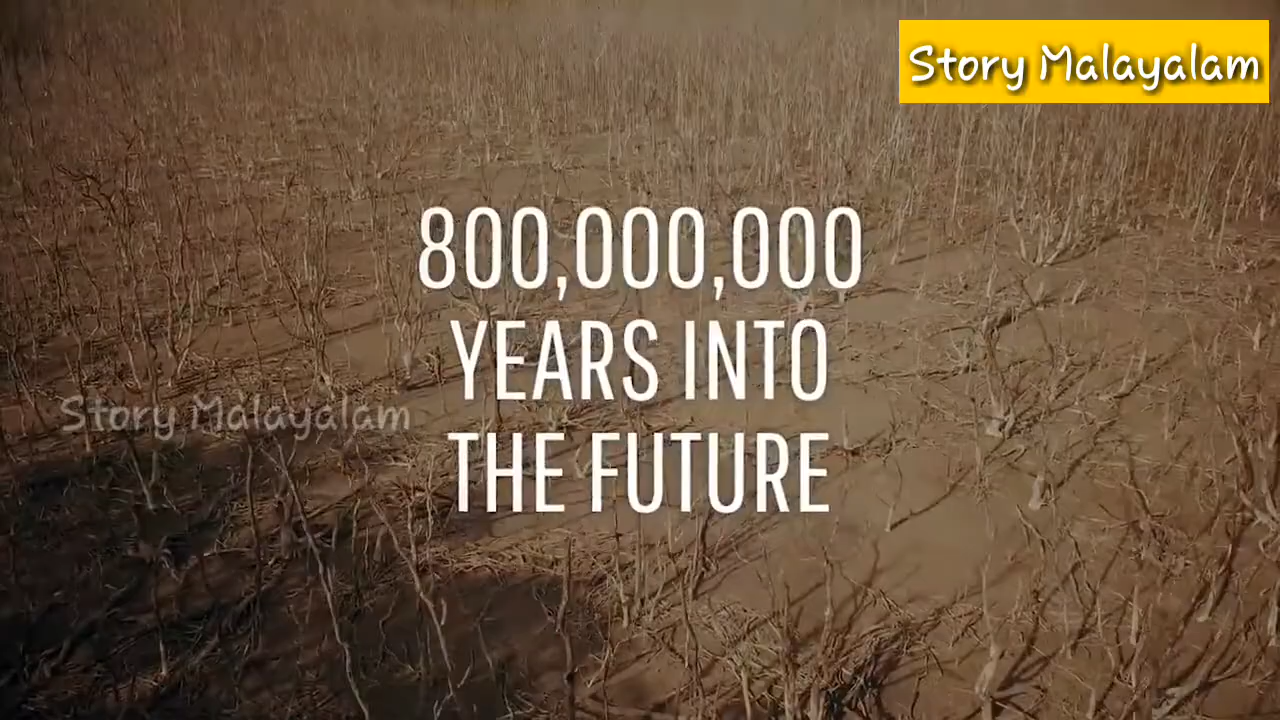 Story Malayalam
800,000,000
YEARS INTO
THE FUTURE
Story Malayalam